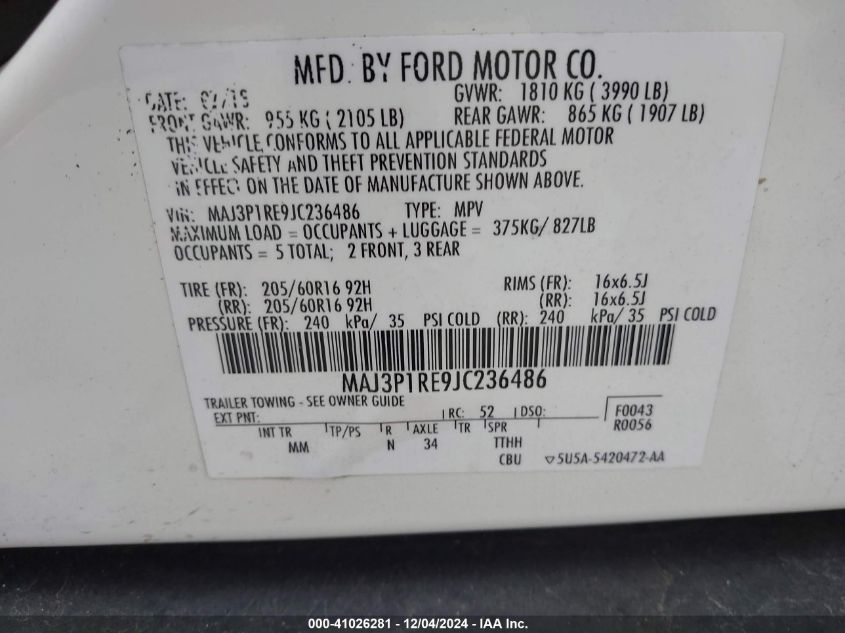 MFD. BY FORD MOTOR CO.
DATE: GVWR: 1810 KG ( 3990 LB)
FRONT GAWR: 955 KG ( 2105 LB) REAR GAWR: 865 KG ( 1907 LB)
THIS VEHICLE CONFORMS TO ALL APPLICABLE FEDERAL MOTOR
VEHICLE SAFETY AND THEFT PREVENTION STANDARDS
IN EFFECT ON THE DATE OF MANUFACTURE SHOWN ABOVE.
VIN: MAJ3P1RE9JC236486 TYPE: MPV
MAXIMUM LOAD = OCCUPANTS + LUGGAGE = 375KG/ 827LB
OCCUPANTS = 5 TOTAL; 2 FRONT, 3 REAR
TIRE (FR): 205/60R16 92H RIMS (FR): 16x6.5J
(RR): 205/60R16 92H (RR): 16x6.5J
PRESSURE (FR): 240 kPa/ 35 PSI COLD (RR): 240 kPa/ 35 PSI COLD
MAJ3P1RE9JC236486
TRAILER TOWING - SEE OWNER GUIDE
EXT PNT: RC: 52 DSO: F0043
INT TR TP/PS R AXLE TR SPR R0056
MM N 34 TTHH
CBU ▽5U5A-5420472-AA
000-41026281 - 12/04/2024 - IAA Inc.